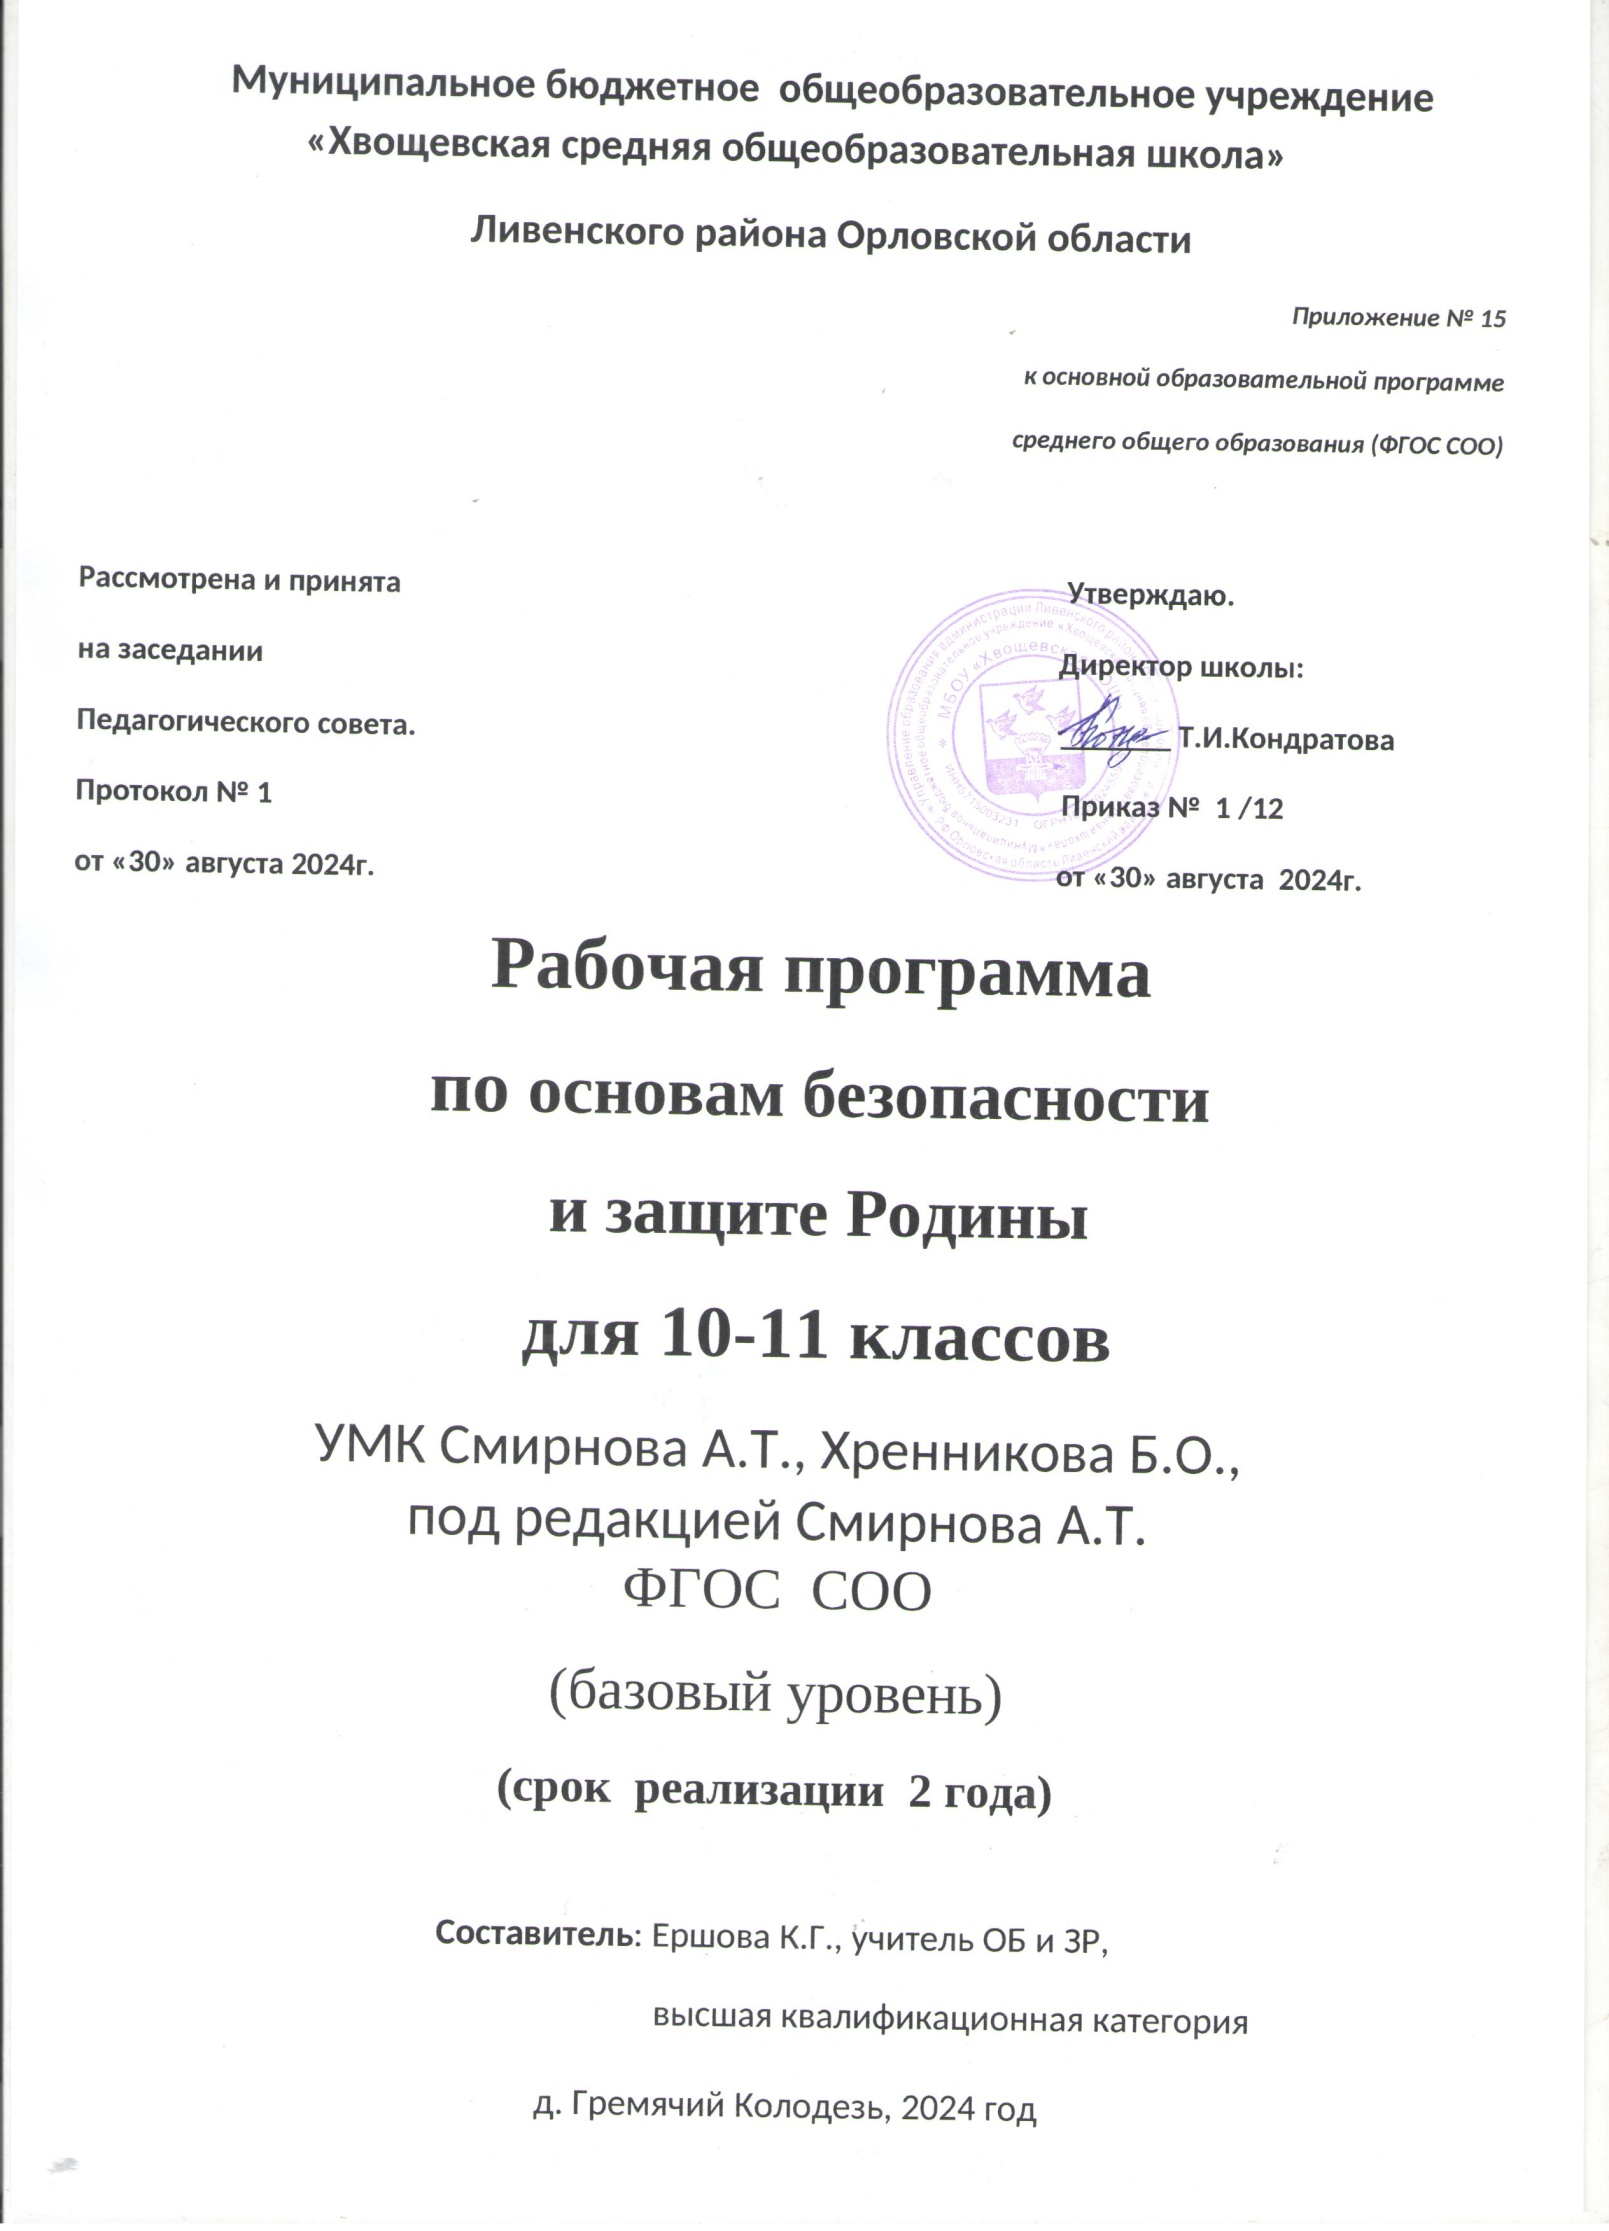 Муниципальное бюджетное общеобразовательное учреждение
«Хвощевская средняя общеобразовательная школа»
Ливенского района Орловской области
Приложение № 15
к основной образовательной программе
среднего общего образования (ФГОС СОО)
Рассмотрена и принята
на заседании
Педагогического совета.
Протокол № 1
от «30» августа 2024г.
Утверждаю.
Директор школы:
Т.И.Кондратова
Приказ № 1 /12
от «30» августа 2024г.
МБОУ «Хвощевская
Рабочая программа
по основам безопасности
и защите Родины
для 10-11 классов
УМК Смирнова А.Т., Хренникова Б.О.,
под редакцией Смирнова А.Т.
ФГОС СОО
(базовый уровень)
(срок реализации 2 года)
Составитель: Ершова К.Г., учитель ОБ и ЗР,
высшая квалификационная категория
д. Гремячий Колодезь, 2024 год